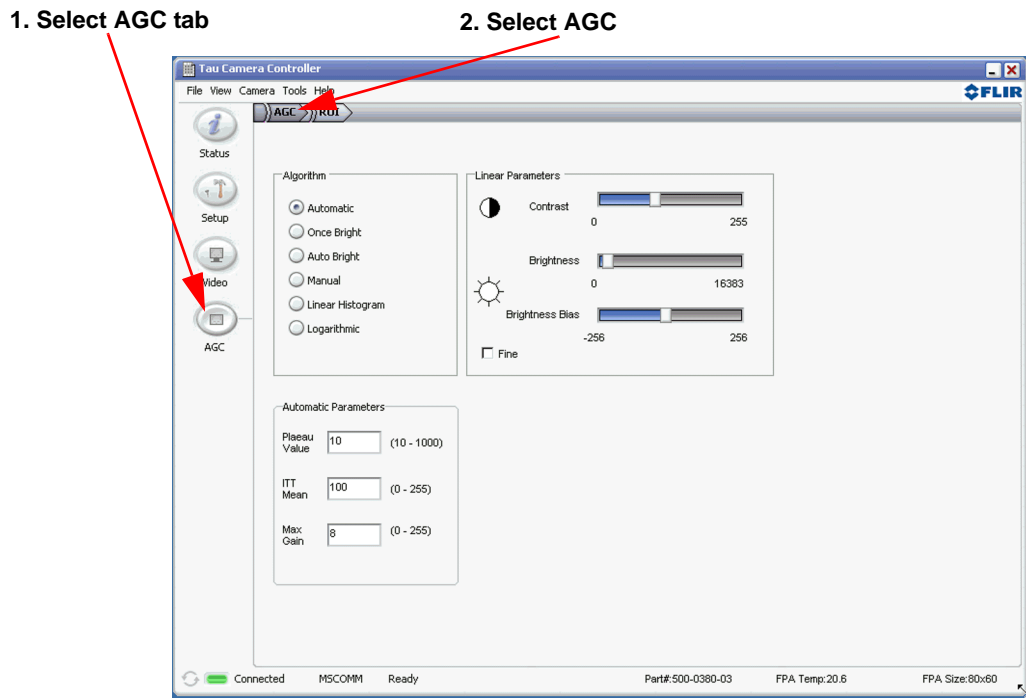 1. Select AGC tab
2. Select AGC
Tau Camera Controller
File View Camera Tools Help
FLIR
AGC ROI
Status
Setup
Video
AGC
Algorithm
Automatic
Once Bright
Auto Bright
Manual
Linear Histogram
Logarithmic
Linear Parameters
Contrast
0 255
Brightness
0 16383
Brightness Bias
-256 256
Fine
Automatic Parameters
Plaeau Value 10 (10 - 1000)
ITT Mean 100 (0 - 255)
Max Gain 8 (0 - 255)
Connected MSCOMM Ready Part#:500-0380-03 FPA Temp:20.6 FPA Size:80x60